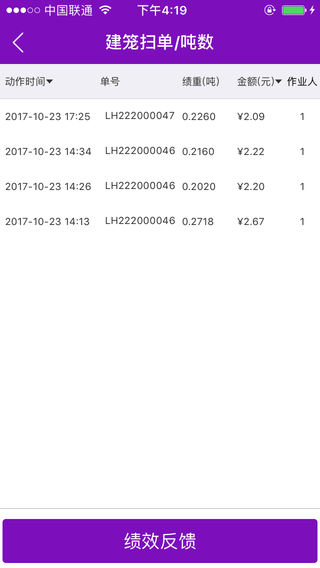 中国联通 下午4:19
建笼扫单/吨数
动作时间 单号 绩重(吨) 金额(元) 作业人
2017-10-23 17:25 LH222000047 0.2260 ¥2.09 1
2017-10-23 14:34 LH222000046 0.2160 ¥2.22 1
2017-10-23 14:26 LH222000046 0.2020 ¥2.20 1
2017-10-23 14:13 LH222000046 0.2718 ¥2.67 1
绩效反馈